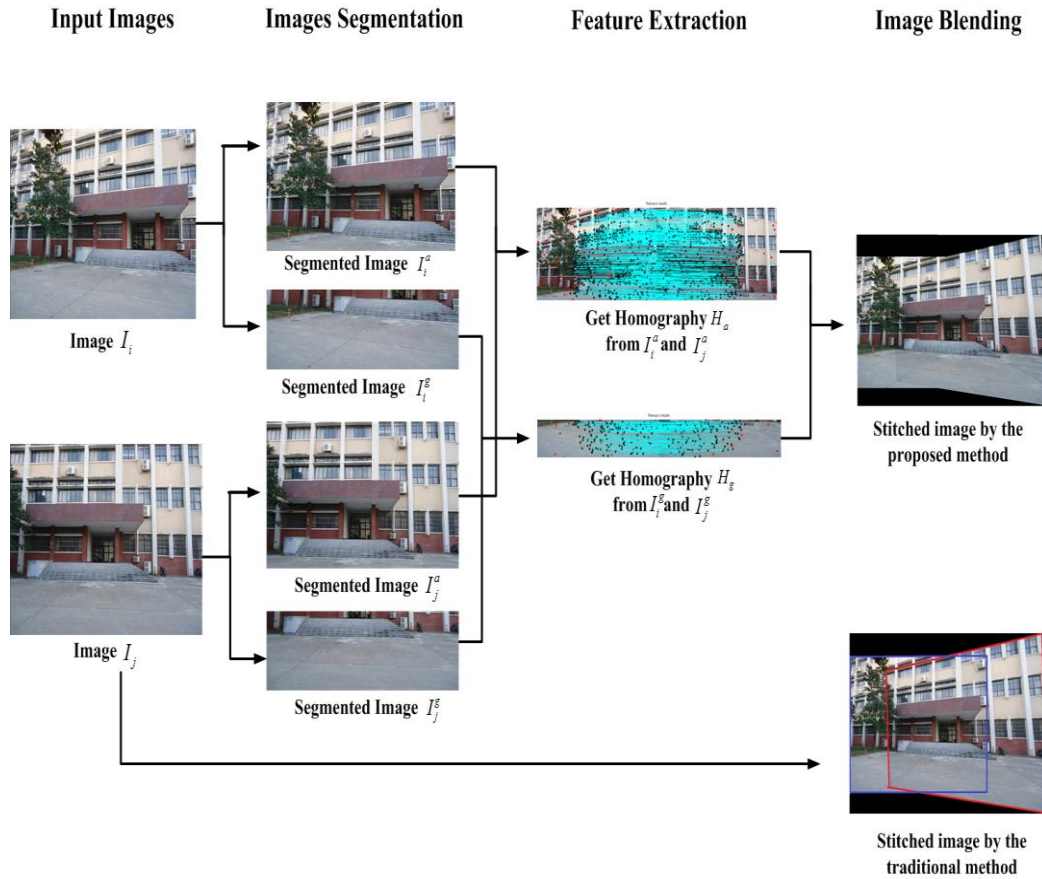 Input Images
Images Segmentation
Feature Extraction
Image Blending
Image I_i
Segmented Image I_i^a
Segmented Image I_i^g
Image I_j
Segmented Image I_j^a
Segmented Image I_j^g
Get Homography H_a
from I_i^a and I_j^a
Get Homography H_g
from I_i^g and I_j^g
Stitched image by the
proposed method
Stitched image by the
traditional method